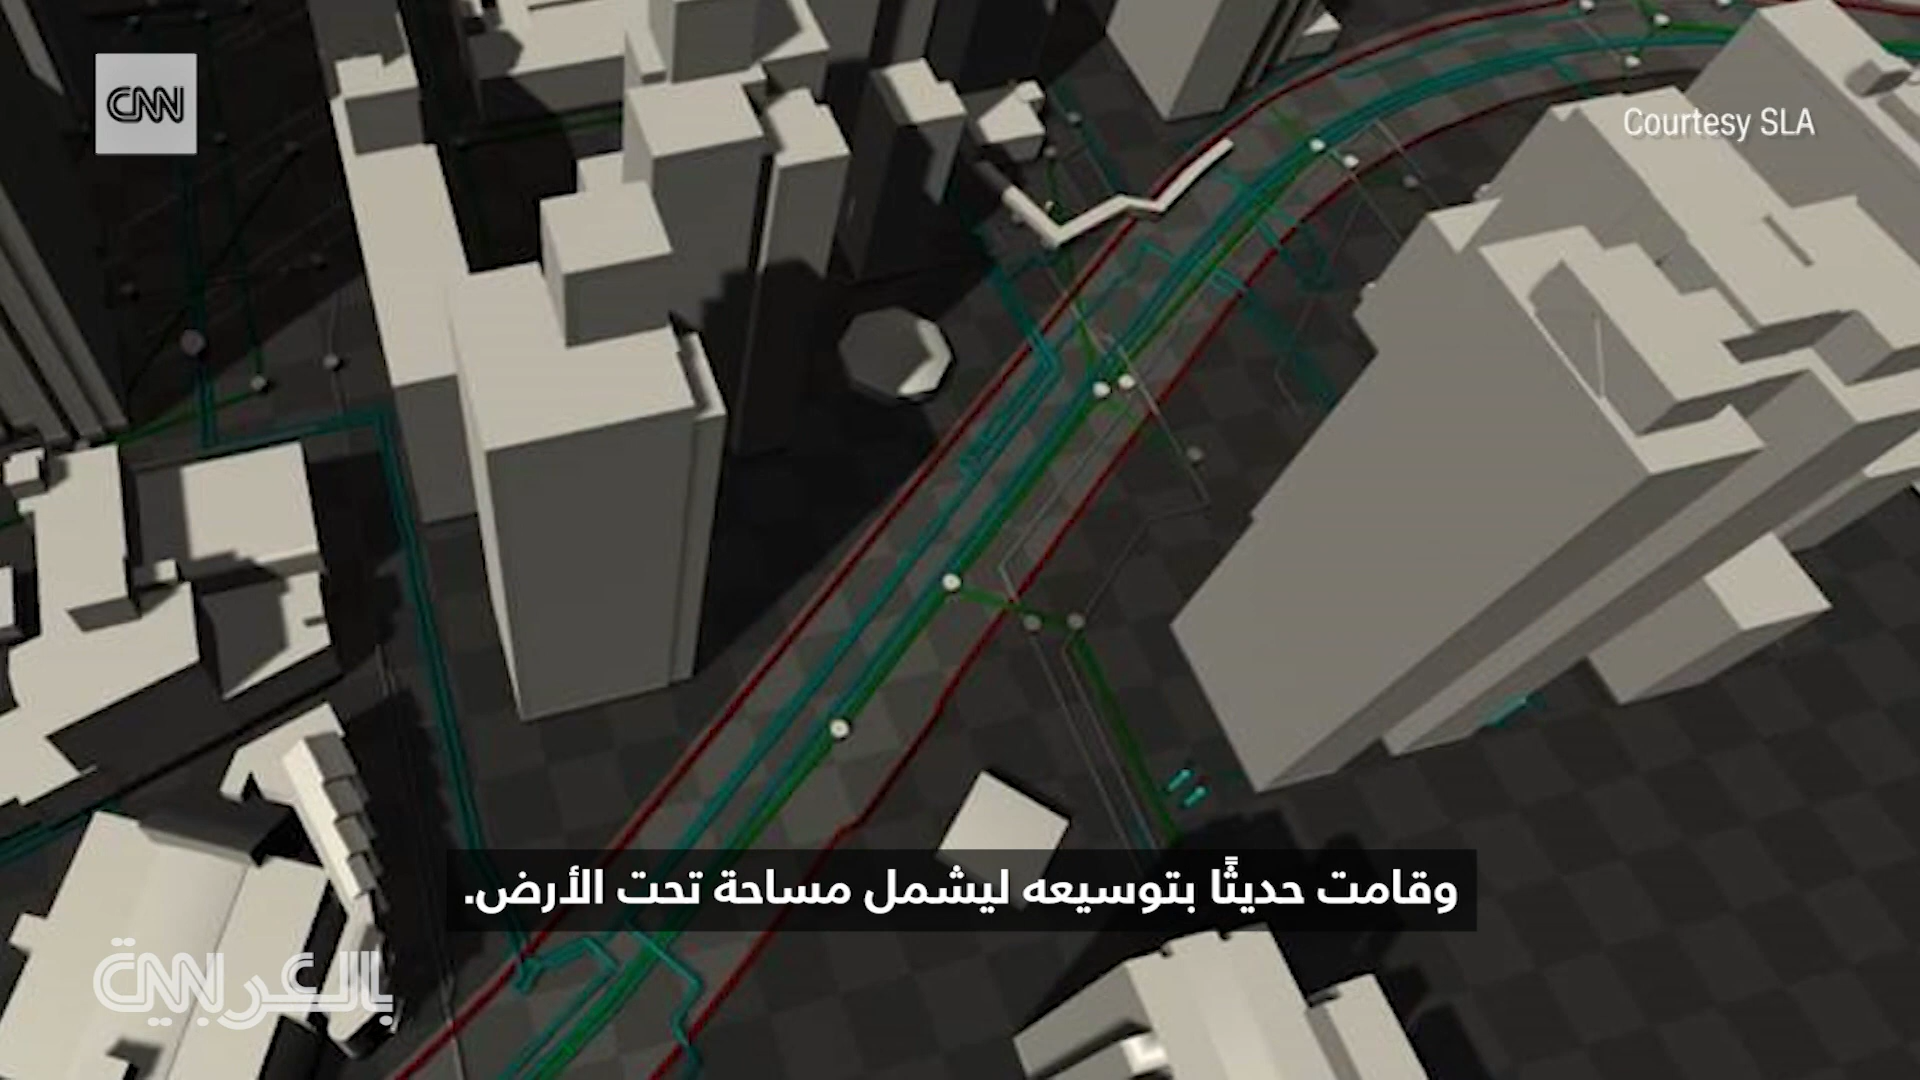 CNN
Courtesy SLA
وقامت حديثًا بتوسيعه ليشمل مساحة تحت الأرض.
CNN بالعربية